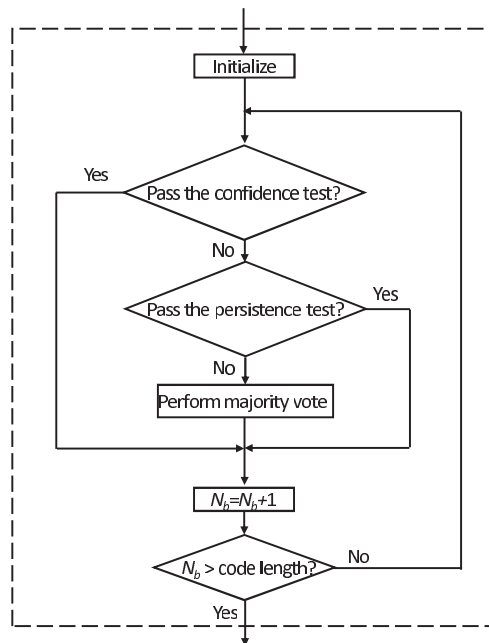 Initialize
Yes
Pass the confidence test?
No
Pass the persistence test?
Yes
No
Perform majority vote
N_b=N_b+1
N_b > code length?
No
Yes